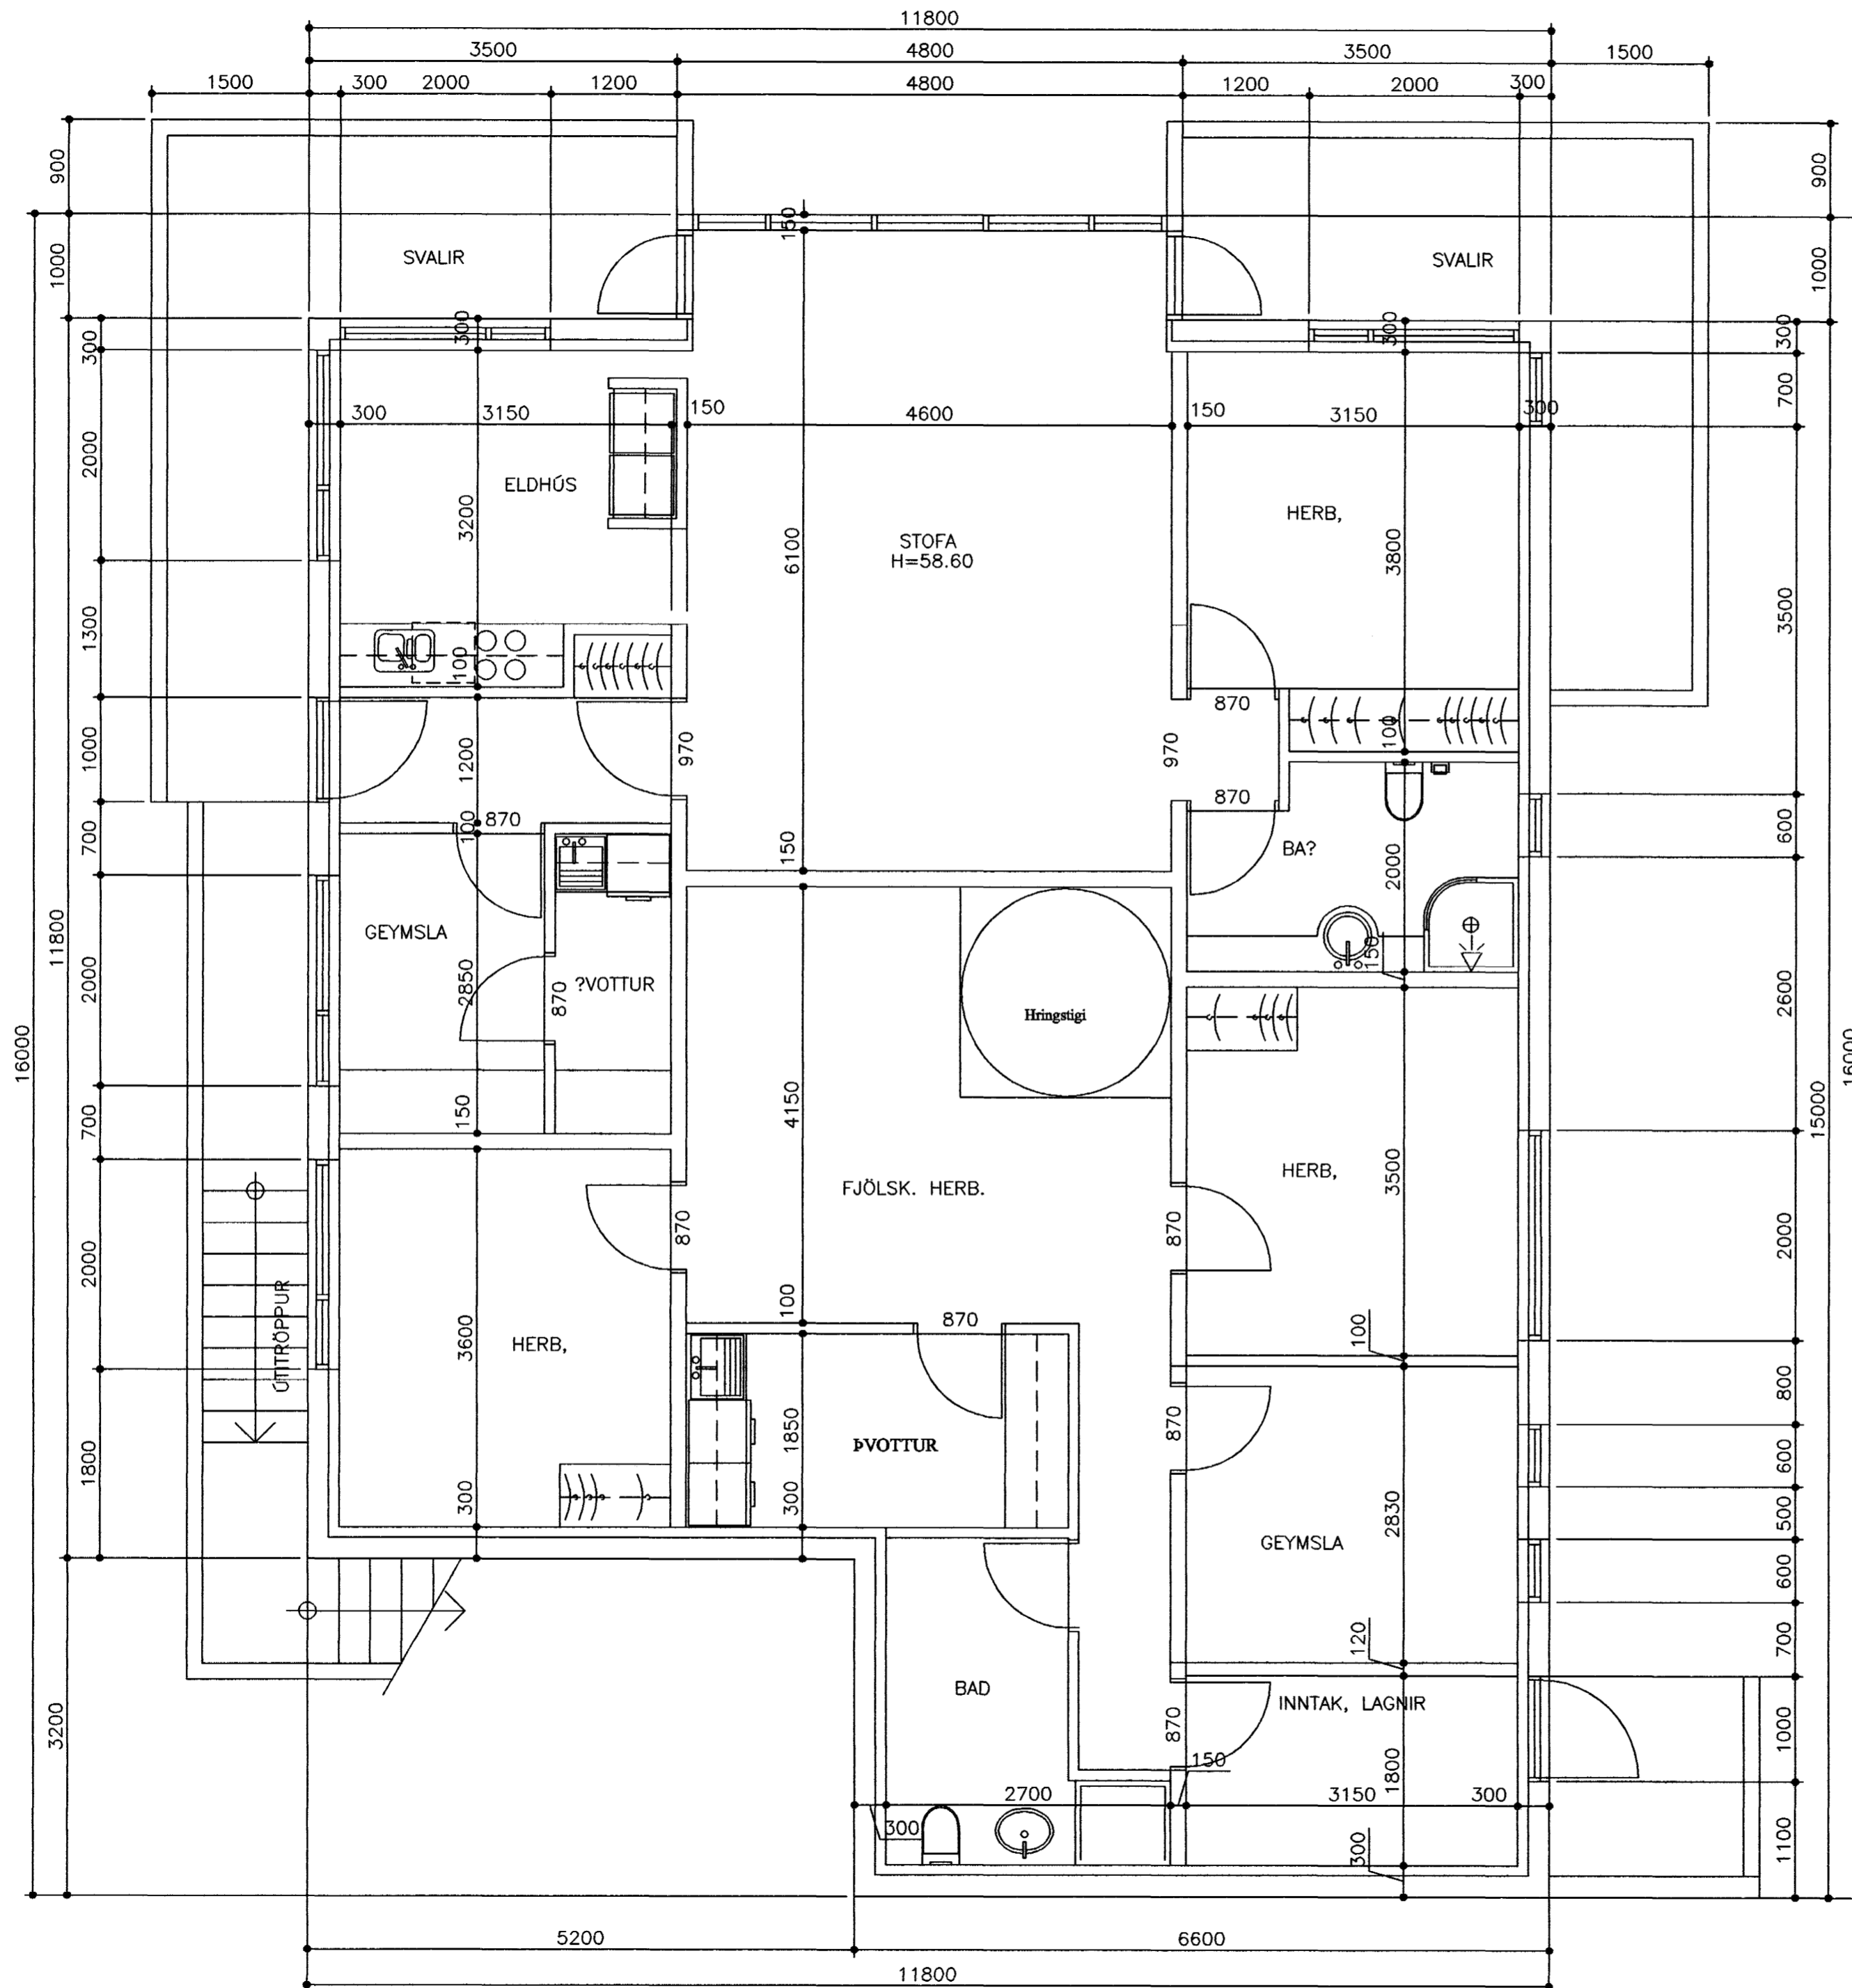 11800
3500 4800 3500 1500
1500 300 2000 1200 4800 1200 2000 300
900 900
1000 SVALIR 150 SVALIR 1000
300 300 300 300
700
300 3150 150 4600 150 3150 300
2000 ELDHÚS 3200 HERB,
STOFA
H=58.60
6100 3800 3500
1300 100
870
1000 1200 970 970 100
870
700 100 870 150 BA? 2000 600
11800 GEYMSLA
2000 2850 870 ?VOTTUR 150 2600
16000 Hringstigi 16000
700 150 4150 15000
HERB, 3500
FJÖLSK. HERB.
870 870
2000 ÚTITRÖPPUR 2000
100 870 100
3600 HERB, 800
870
1800 300 1850 ÞVOTTUR 600
300 2830 500
GEYMSLA
600
120 700
BAD INNTAK, LAGNIR
3200 870 1000
150 1800
2700 3150 300
300 300 1100
5200 6600
11800